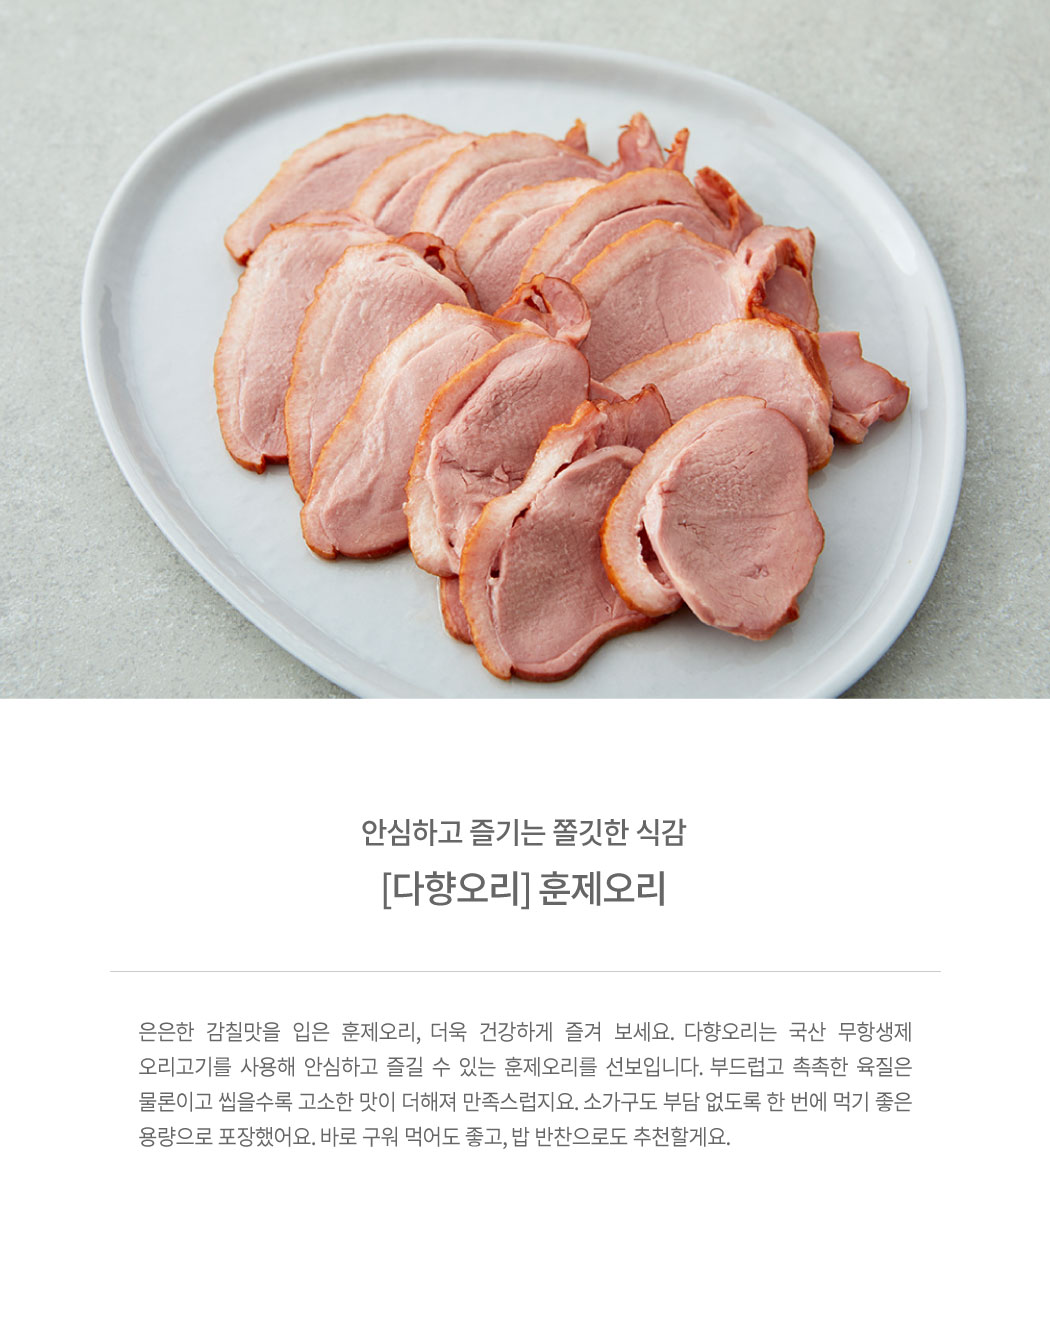 안심하고 즐기는 쫄깃한 식감
[다향오리] 훈제오리
은은한 감칠맛을 입은 훈제오리, 더욱 건강하게 즐겨 보세요. 다향오리는 국산 무항생제
오리고기를 사용해 안심하고 즐길 수 있는 훈제오리를 선보입니다. 부드럽고 촉촉한 육질은
물론이고 씹을수록 고소한 맛이 더해져 만족스럽지요. 소가구도 부담 없도록 한 번에 먹기 좋은
용량으로 포장했어요. 바로 구워 먹어도 좋고, 밥 반찬으로도 추천할게요.